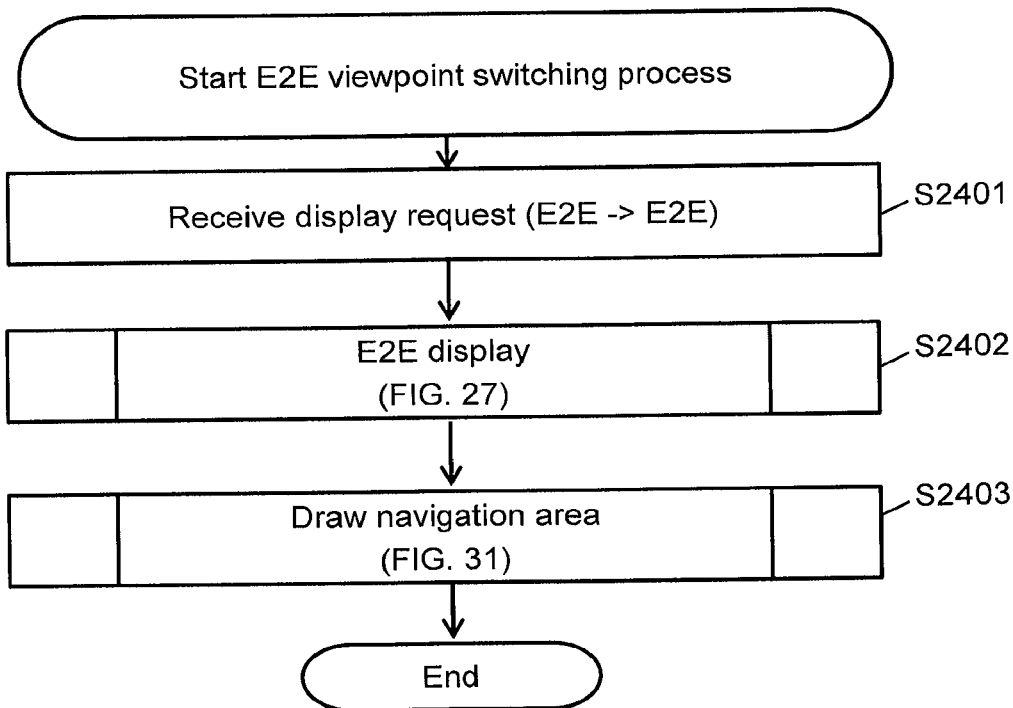 Start E2E viewpoint switching process
Receive display request (E2E -> E2E)
S2401
E2E display
(FIG. 27)
S2402
Draw navigation area
(FIG. 31)
S2403
End